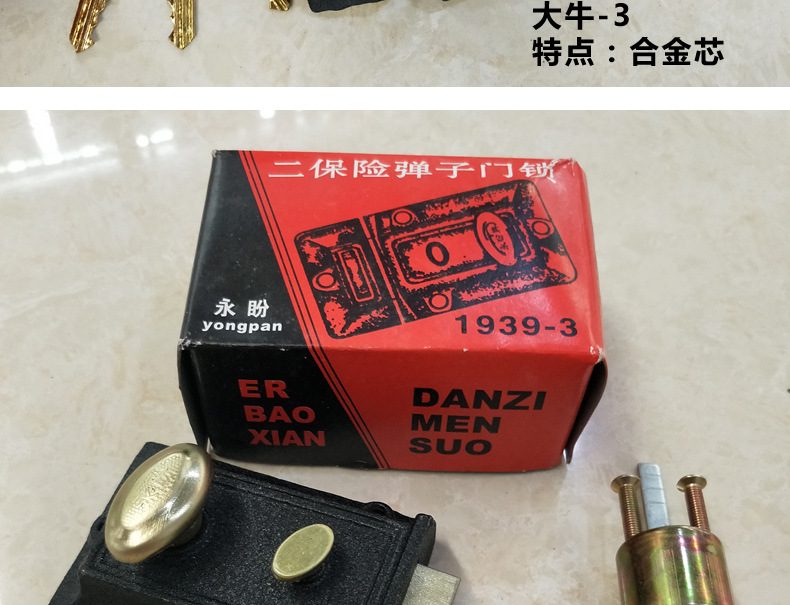 大牛-3
特点：合金芯
二保险弹子门锁
永盼
yongpan
1939-3
ER
BAO
XIAN
DANZI
MEN
SUO